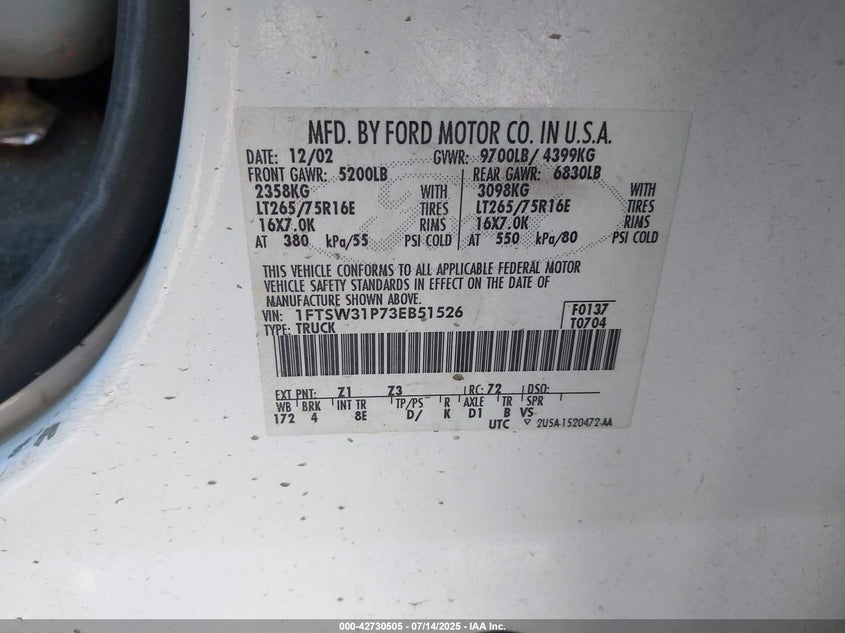 MFD. BY FORD MOTOR CO. IN U.S.A.
DATE: 12/02 GVWR: 9700LB/ 4399KG
FRONT GAWR: 5200LB REAR GAWR: 6830LB
2358KG WITH 3098KG WITH
LT265/75R16E TIRES LT265/75R16E TIRES
16X7.0K RIMS 16X7.0K RIMS
AT 380 kPa/55 PSI COLD AT 550 kPa/80 PSI COLD
THIS VEHICLE CONFORMS TO ALL APPLICABLE FEDERAL MOTOR
VEHICLE SAFETY STANDARDS IN EFFECT ON THE DATE OF
MANUFACTURE SHOWN ABOVE.
VIN: 1FTSW31P73EB51526 F0137
TYPE: TRUCK T0704
EXT PNT: Z1 Z3 RC: 72 DSO:
WB BRK INT TR TP/PS R AXLE TR SPR
172 4 8E D/ K D1 B VS
UTC ▽ 2U5A-1520472-AA
000-42730505 - 07/14/2025 - IAA Inc.